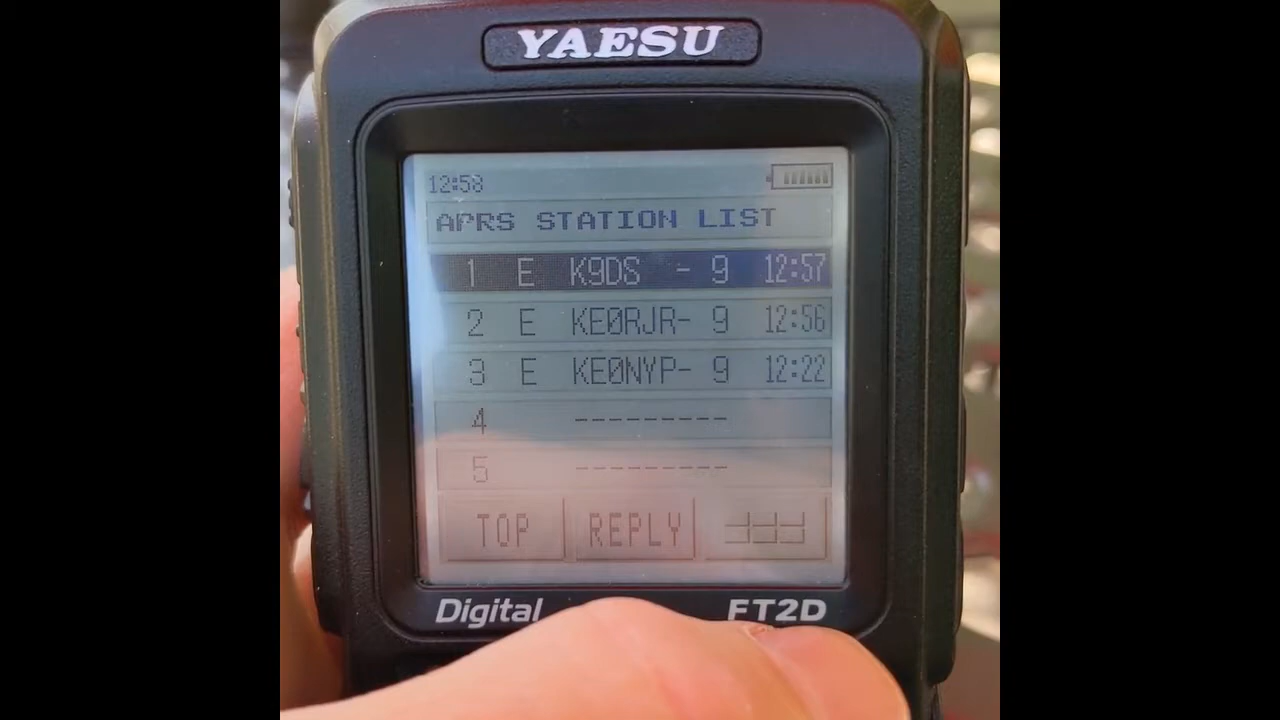 YAESU
12:58
APRS STATION LIST
1 E K9DS - 9 12:57
2 E KE0RJR- 9 12:56
3 E KE0NYP- 9 12:22
4 ---------
5 ---------
TOP REPLY
Digital FT2D